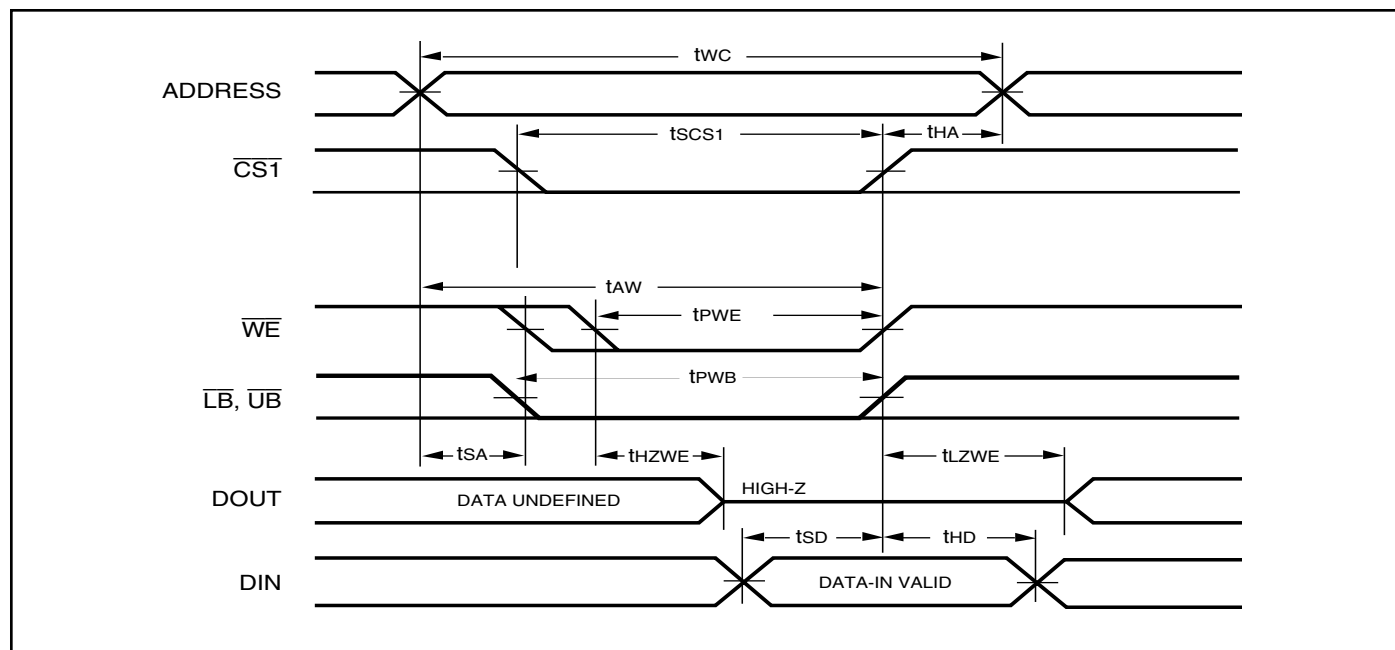 tWC
ADDRESS
tSCS1
tHA
CS1
tAW
WE
tPWE
tPWB
LB, UB
tSA
tHZWE
tLZWE
DOUT
DATA UNDEFINED
HIGH-Z
tSD
tHD
DIN
DATA-IN VALID